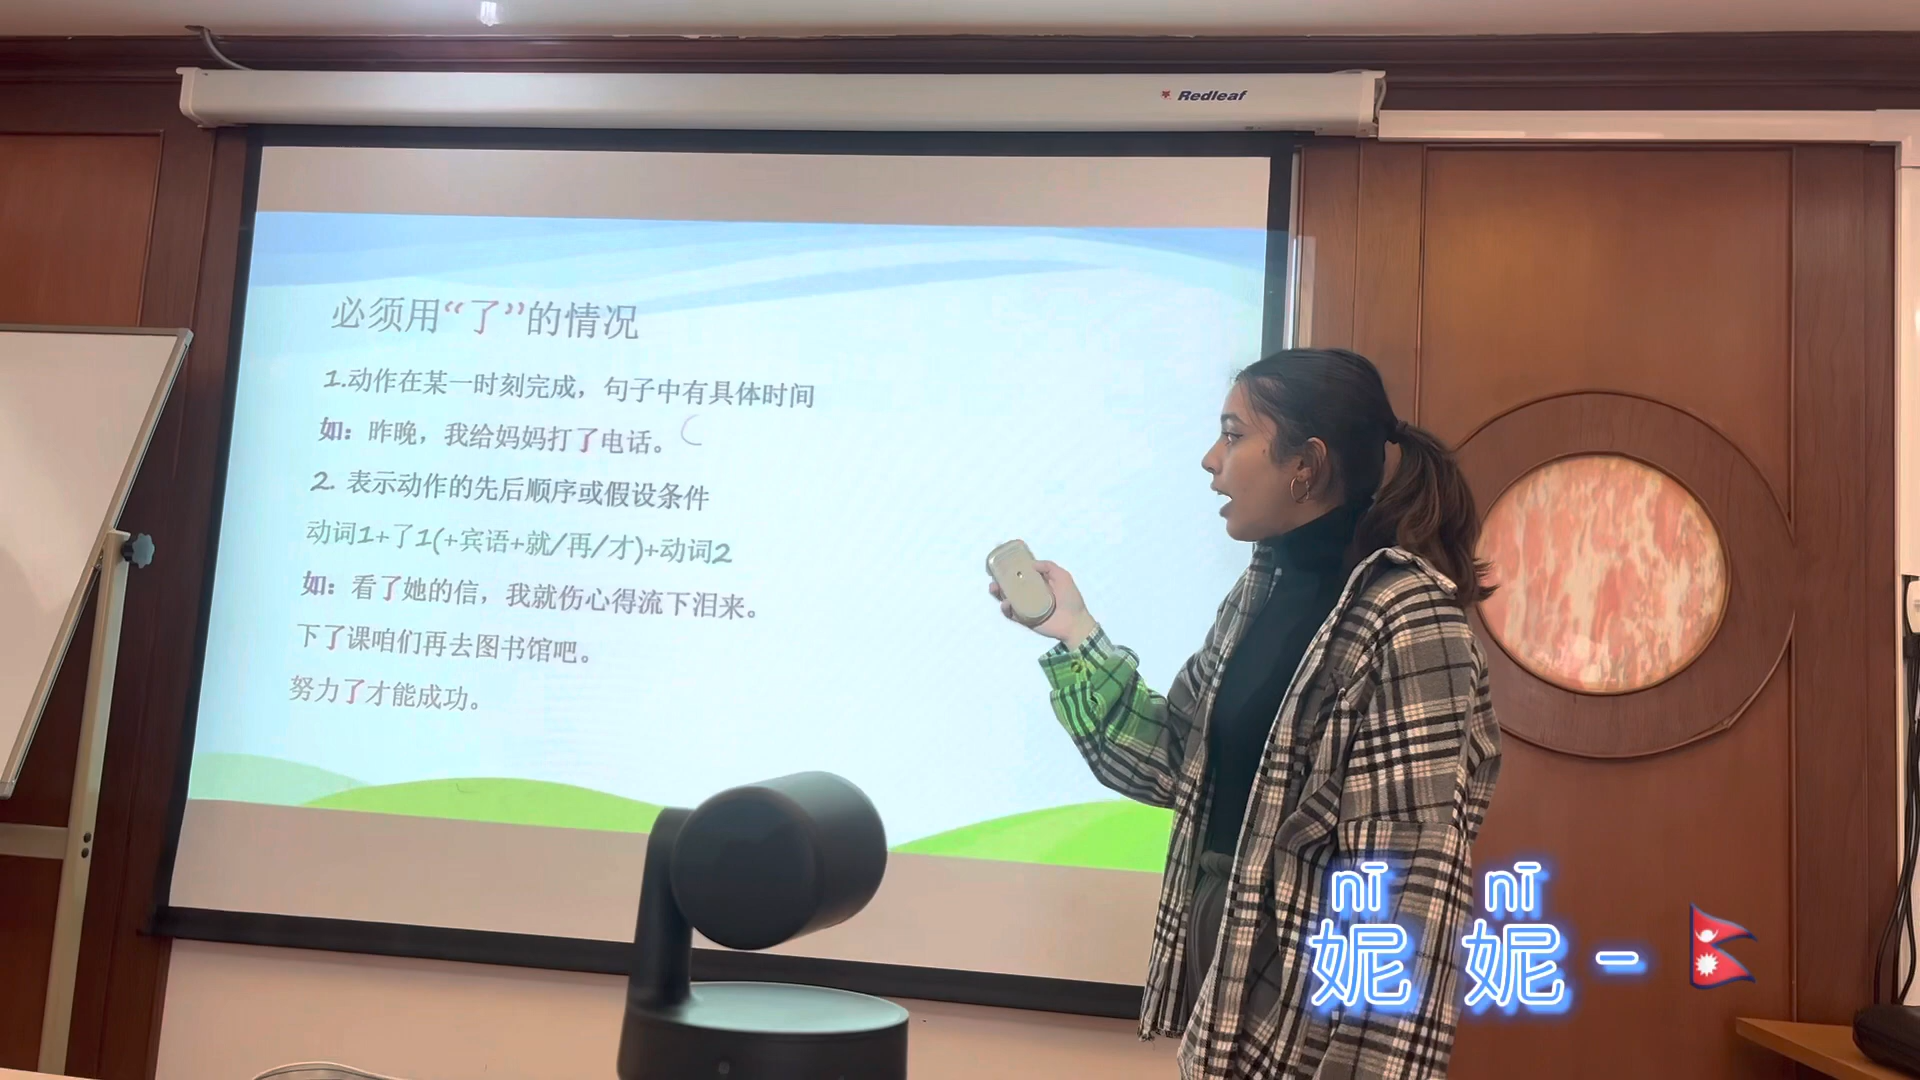 Redleaf
必须用“了”的情况
1.动作在某一时刻完成，句子中有具体时间
如：昨晚，我给妈妈打了电话。
2. 表示动作的先后顺序或假设条件
动词1+了1(+宾语+就/再/才)+动词2
如：看了她的信，我就伤心得流下泪来。
下了课咱们再去图书馆吧。
努力了才能成功。
nī nī
妮 妮 -